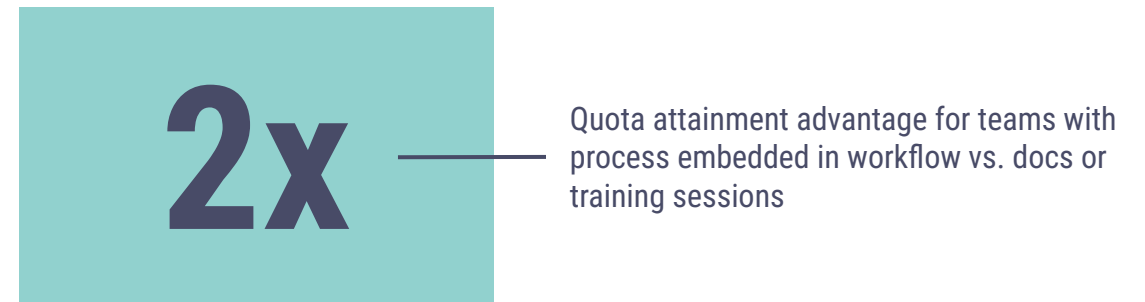 2x
Quota attainment advantage for teams with
process embedded in workflow vs. docs or
training sessions